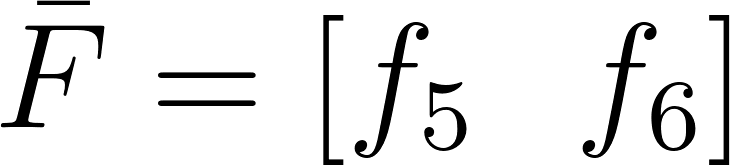 F̄ = [f₅ f₆]